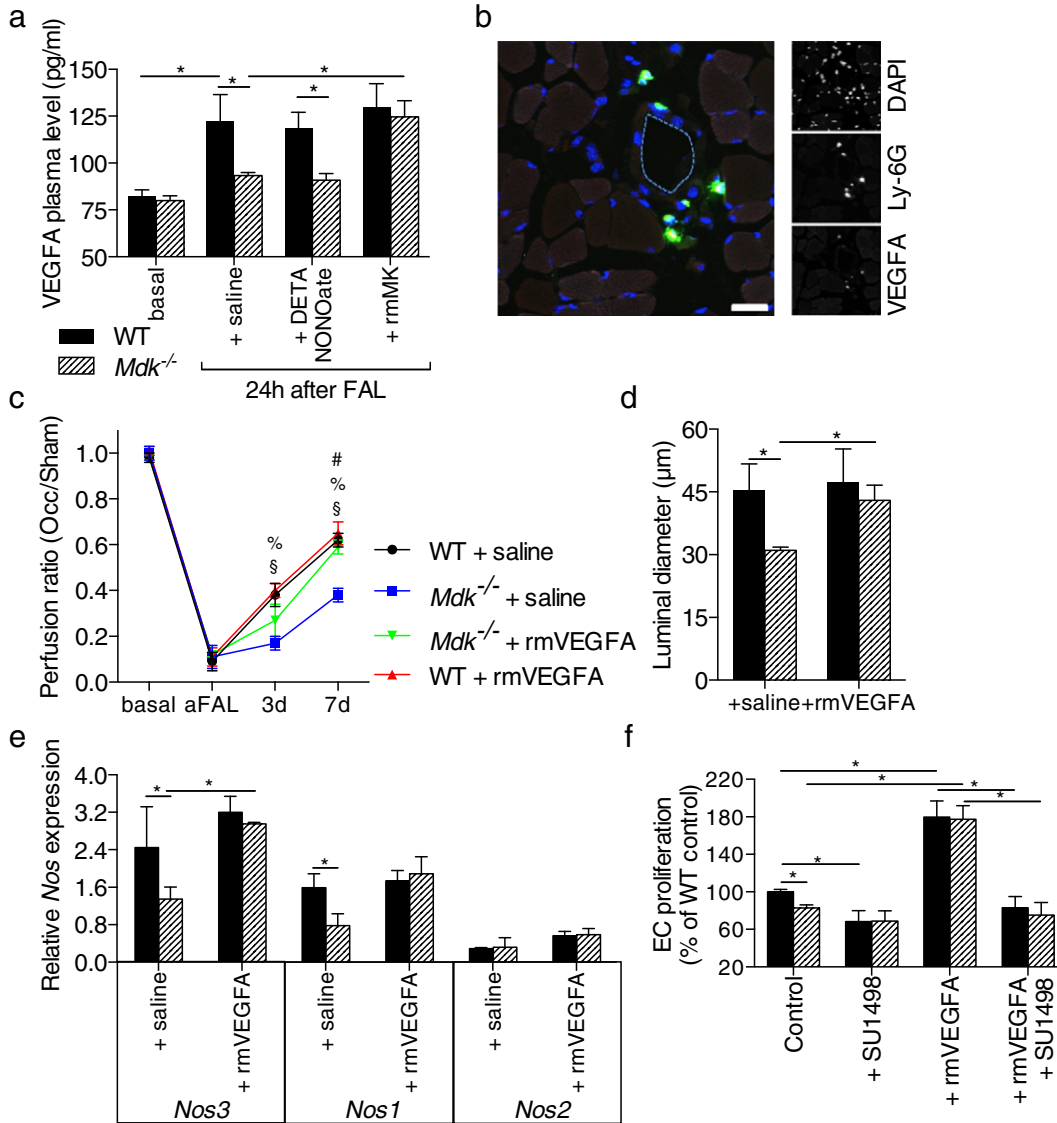 a
VEGFA plasma level (pg/ml)
150
125
100
75
50
*
*
*
*
basal
+ saline
+ DETA
NONOate
+ rmMK
WT
Mdk-/-
24h after FAL
b
DAPI
Ly-6G
VEGFA
c
Perfusion ratio (Occ/Sham)
1.0
0.8
0.6
0.4
0.2
0.0
%
§
#
%
§
basal aFAL 3d 7d
WT + saline
Mdk-/- + saline
Mdk-/- + rmVEGFA
WT + rmVEGFA
d
Luminal diameter (µm)
60
45
30
15
0
*
*
+saline+rmVEGFA
e
Relative Nos expression
4.0
3.2
2.4
1.6
0.8
0.0
*
*
*
+ saline
+ rmVEGFA
+ saline
+ rmVEGFA
+ saline
+ rmVEGFA
Nos3 Nos1 Nos2
f
EC proliferation
(% of WT control)
220
180
140
100
60
20
*
*
*
*
*
*
Control
+ SU1498
+ rmVEGFA
+ rmVEGFA
+ SU1498